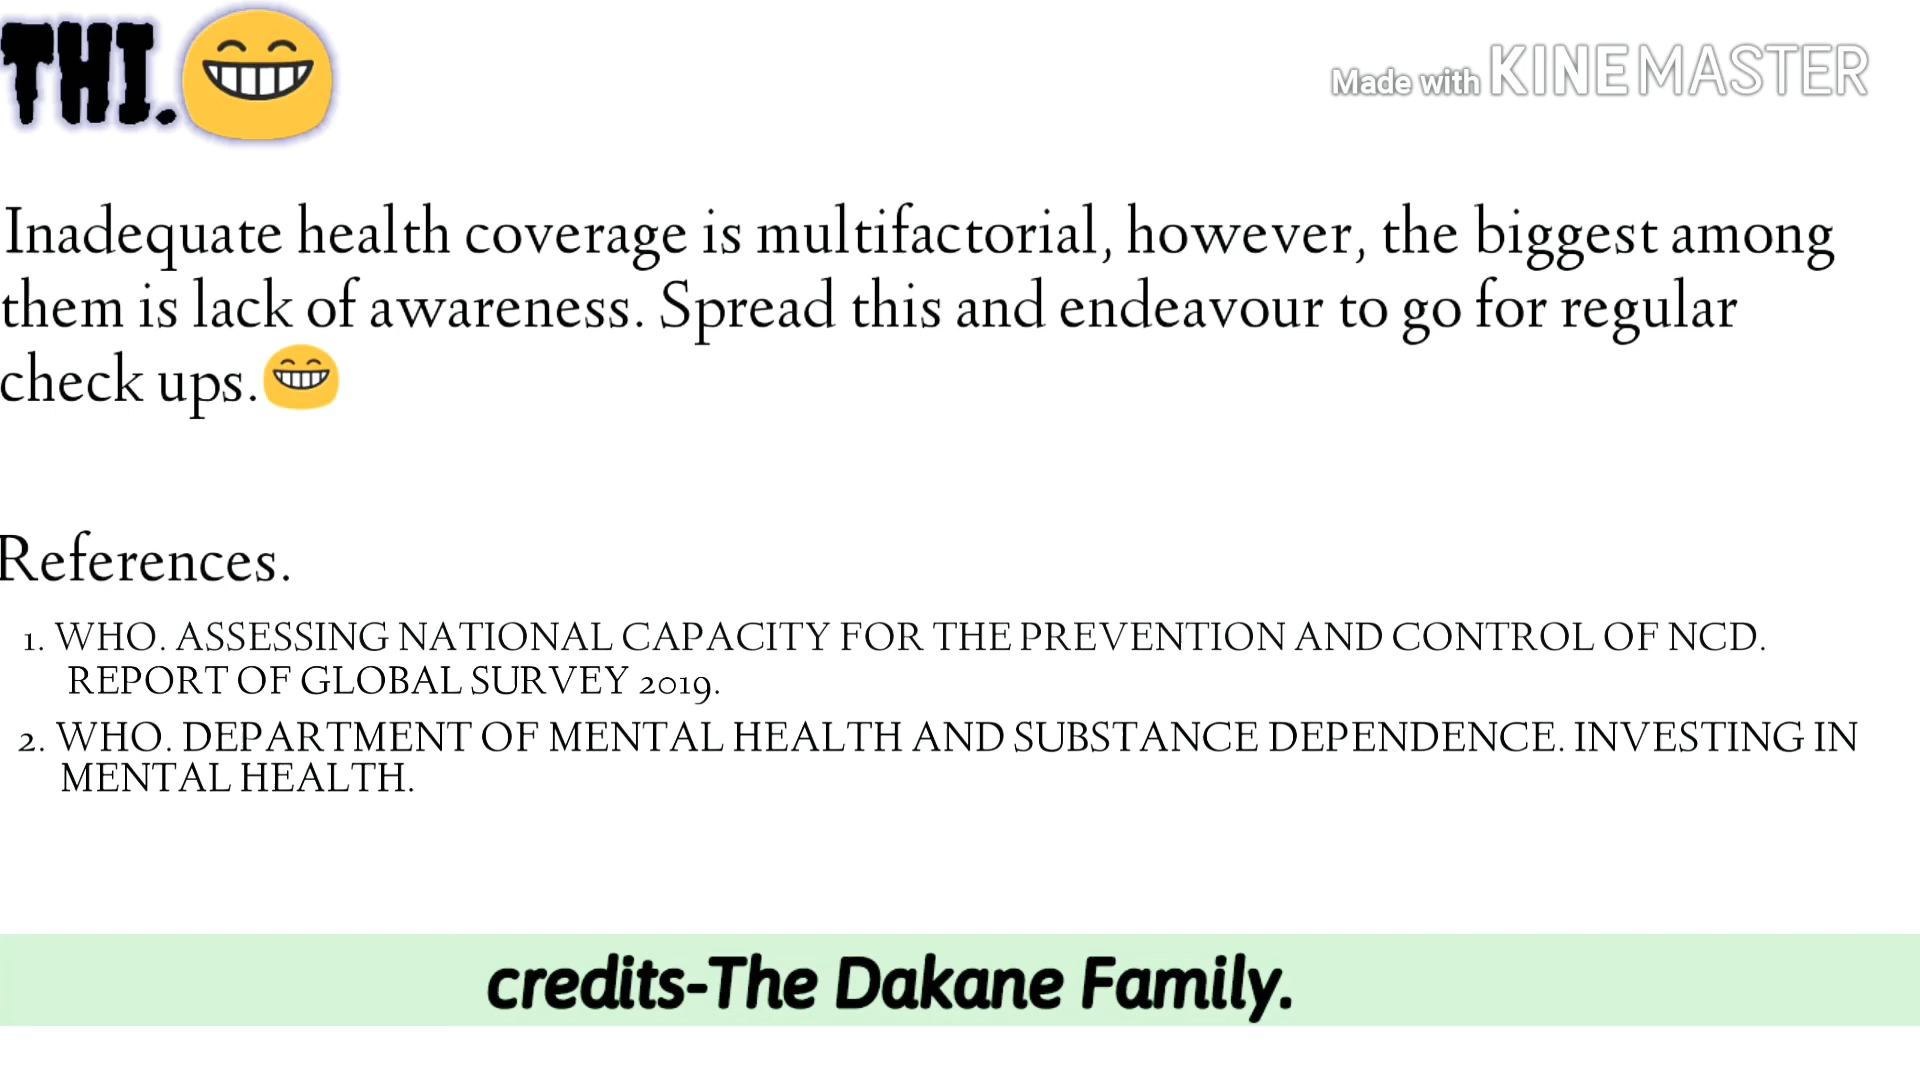 THI.😁
Made with KINEMASTER
Inadequate health coverage is multifactorial, however, the biggest among
them is lack of awareness. Spread this and endeavour to go for regular
check ups.😁
References.
1. WHO. ASSESSING NATIONAL CAPACITY FOR THE PREVENTION AND CONTROL OF NCD.
REPORT OF GLOBAL SURVEY 2019.
2. WHO. DEPARTMENT OF MENTAL HEALTH AND SUBSTANCE DEPENDENCE. INVESTING IN
MENTAL HEALTH.
credits-The Dakane Family.